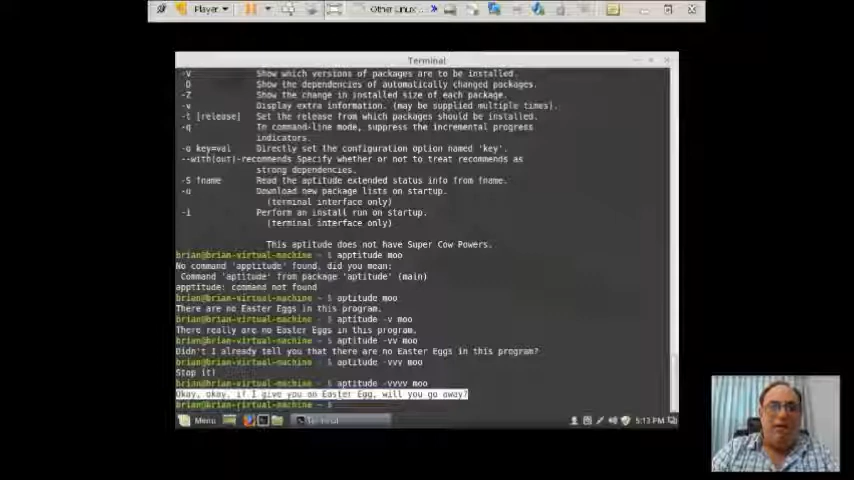 Player
Other Linux...
Terminal
-V Show which versions of packages are to be installed.
-D Show the dependencies of automatically changed packages.
-Z Show the change in installed size of each package.
-v Display extra information. (may be supplied multiple times).
-t [release] Set the release from which packages should be installed.
-q In command-line mode, suppress the incremental progress
indicators.
-o key=val Directly set the configuration option named 'key'.
--with(out)-recommends Specify whether or not to treat recommends as
strong dependencies.
-S fname Read the aptitude extended status info from fname.
-u Download new package lists on startup.
(terminal interface only)
-i Perform an install run on startup.
(terminal interface only)
This aptitude does not have Super Cow Powers.
brian@brian-virtual-machine ~ $ apptitude moo
No command 'apptitude' found, did you mean:
Command 'aptitude' from package 'aptitude' (main)
apptitude: command not found
brian@brian-virtual-machine ~ $ aptitude moo
There are no Easter Eggs in this program.
brian@brian-virtual-machine ~ $ aptitude -v moo
There really are no Easter Eggs in this program.
brian@brian-virtual-machine ~ $ aptitude -vv moo
Didn't I already tell you that there are no Easter Eggs in this program?
brian@brian-virtual-machine ~ $ aptitude -vvv moo
Stop it!
brian@brian-virtual-machine ~ $ aptitude -vvvv moo
Okay, okay, if I give you an Easter Egg, will you go away?
brian@brian-virtual-machine ~ $
Menu
Terminal
5:13 PM